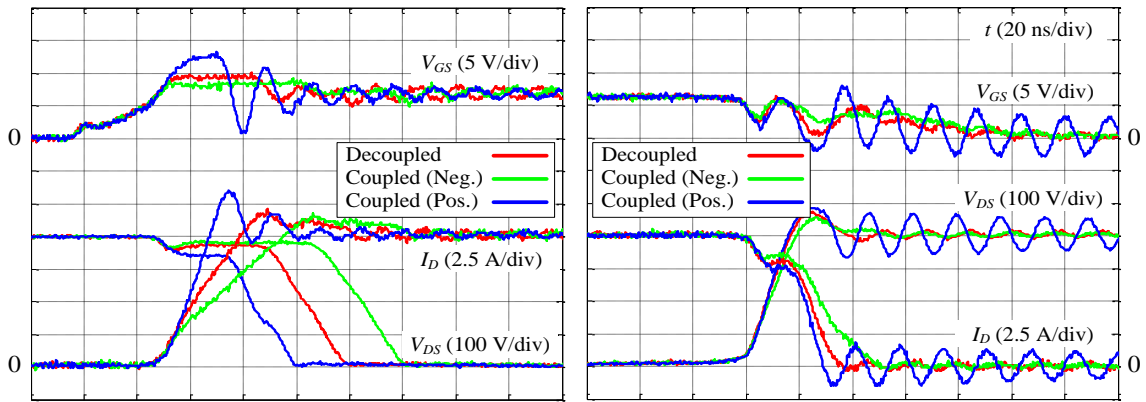 V_GS (5 V/div)
0
Decoupled
Coupled (Neg.)
Coupled (Pos.)
I_D (2.5 A/div)
V_DS (100 V/div)
0
t (20 ns/div)
V_GS (5 V/div)
0
Decoupled
Coupled (Neg.)
Coupled (Pos.)
V_DS (100 V/div)
I_D (2.5 A/div)
0